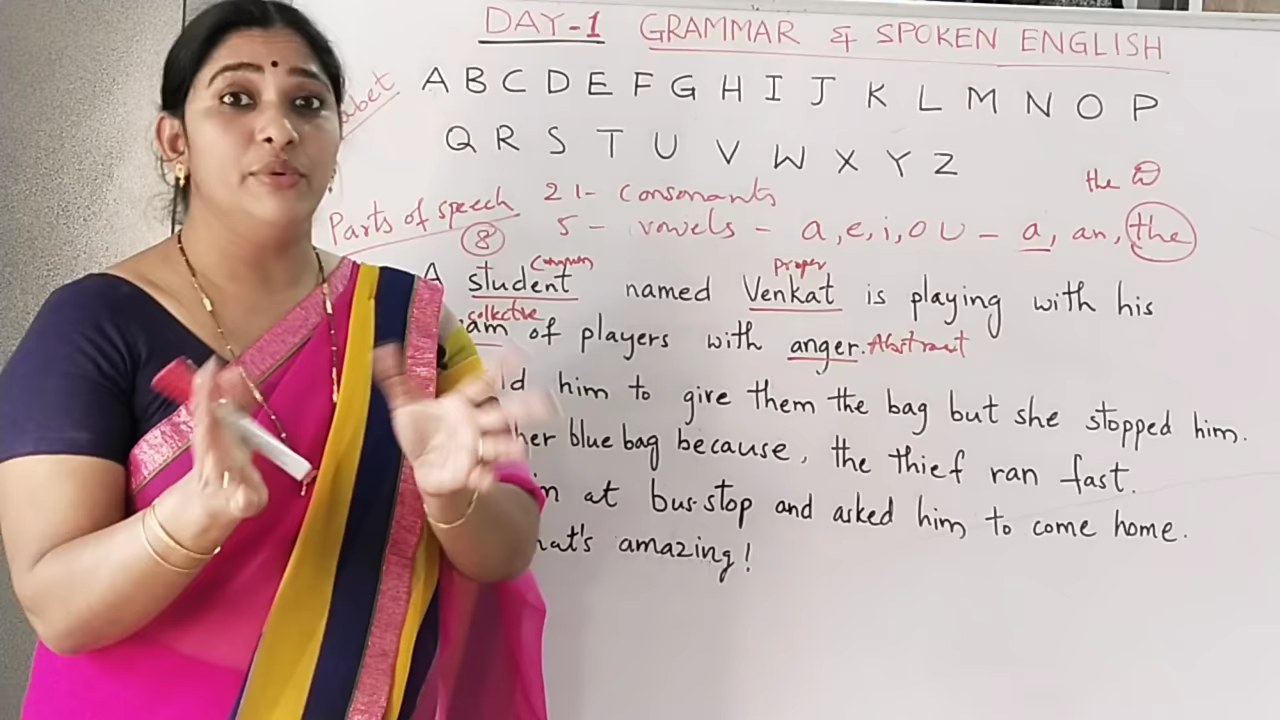 DAY-1 GRAMMAR & SPOKEN ENGLISH
A B C D E F G H I J K L M N O P
Q R S T U V W X Y Z
the
Parts of speech 21- Consonants
8 5 - vowels - a, e, i, o U - a, an, the
Common Proper
A student named Venkat is playing with his
collective
of players with anger. Abstract
him to give them the bag but she stopped him.
her blue bag because, the thief ran fast.
at bus-stop and asked him to come home.
amazing!